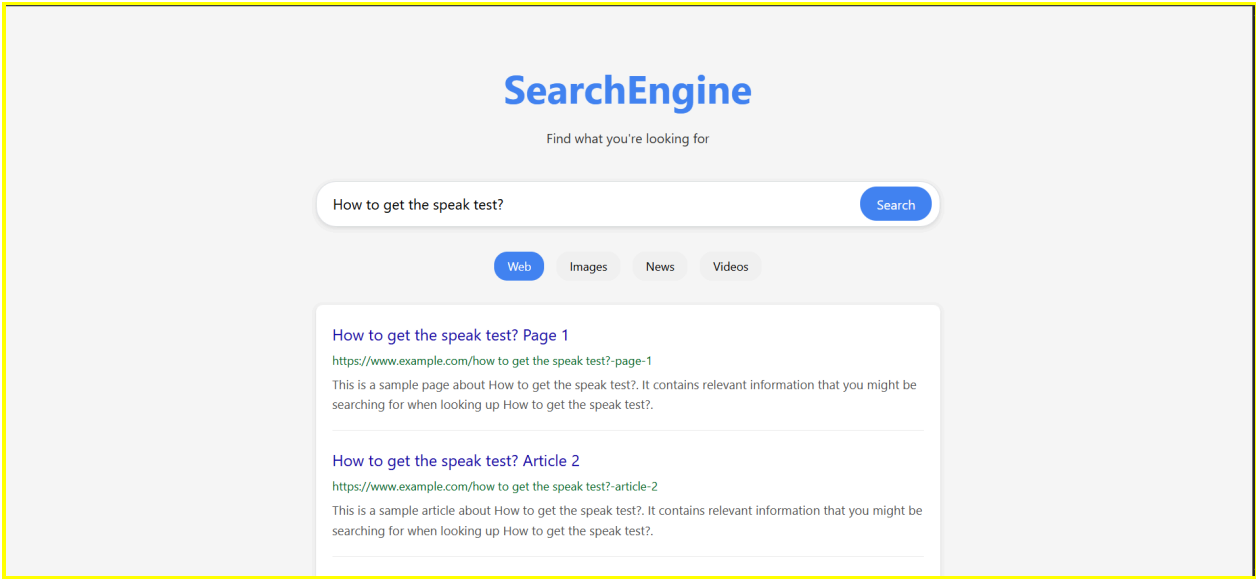 SearchEngine
Find what you're looking for
How to get the speak test?
Search
Web
Images
News
Videos
How to get the speak test? Page 1
https://www.example.com/how to get the speak test?-page-1
This is a sample page about How to get the speak test?. It contains relevant information that you might be
searching for when looking up How to get the speak test?.
How to get the speak test? Article 2
https://www.example.com/how to get the speak test?-article-2
This is a sample article about How to get the speak test?. It contains relevant information that you might be
searching for when looking up How to get the speak test?.